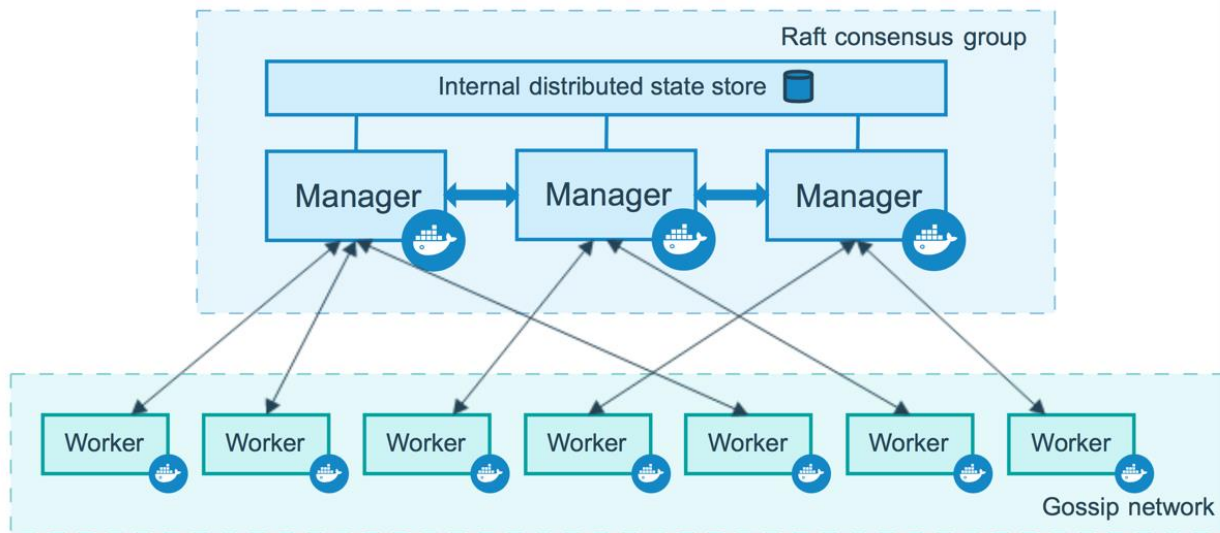 Raft consensus group
Internal distributed state store
Manager
Manager
Manager
Worker
Worker
Worker
Worker
Worker
Worker
Worker
Gossip network